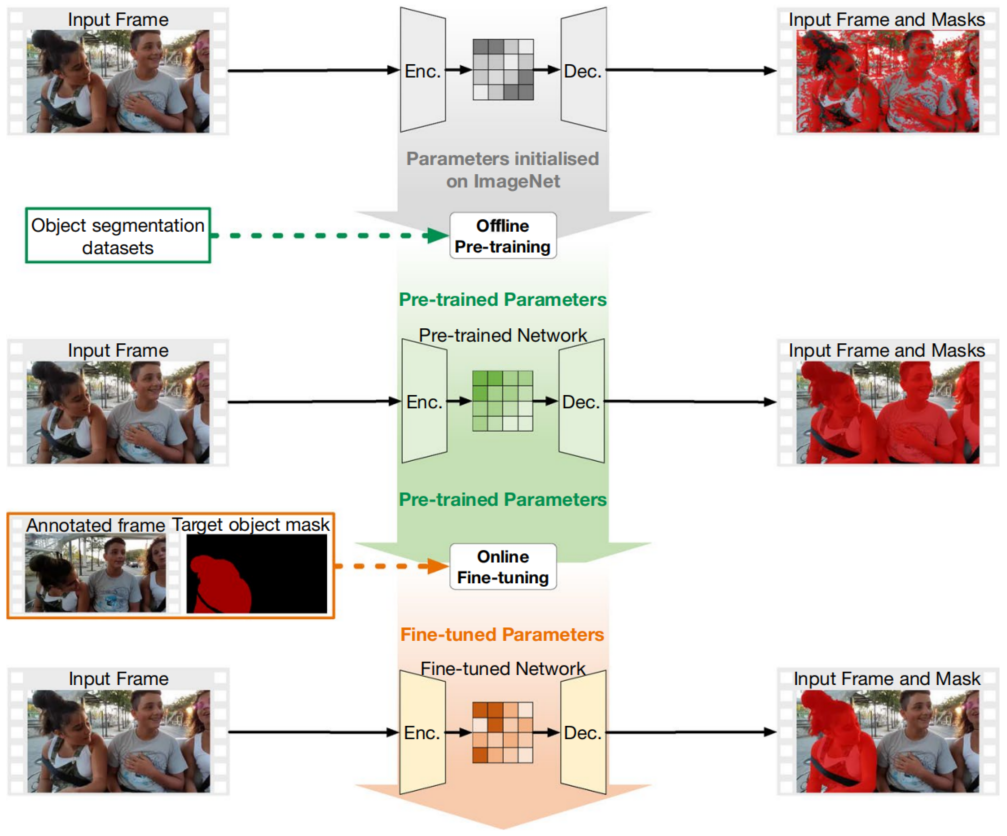 Input Frame
Enc.
Dec.
Input Frame and Masks
Parameters initialised
on ImageNet
Object segmentation
datasets
Offline
Pre-training
Pre-trained Parameters
Pre-trained Network
Input Frame
Enc.
Dec.
Input Frame and Masks
Pre-trained Parameters
Annotated frame
Target object mask
Online
Fine-tuning
Fine-tuned Parameters
Fine-tuned Network
Input Frame
Enc.
Dec.
Input Frame and Mask